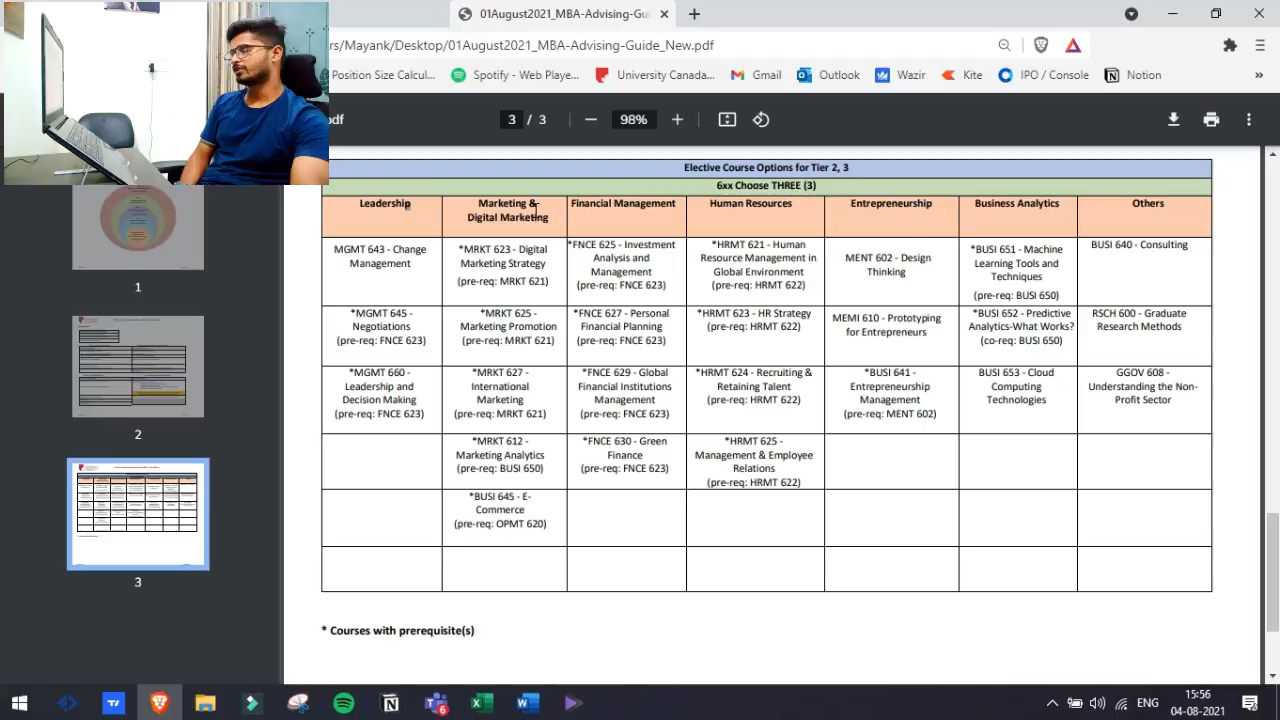 01August2021_MBA-Advising-Gui
rs/Mayank/Desktop/01August2021_MBA-Advising-Guide_New.pdf
Position Size Calcul...
Spotify - Web Playe...
University Canada...
Gmail
Outlook
Wazir
Kite
IPO / Console
Notion
»
pdf
3 / 3
98%
Elective Course Options for Tier 2, 3
6xx Choose THREE (3)
Leadership
Marketing &
Digital Marketing
Financial Management
Human Resources
Entrepreneurship
Business Analytics
Others
MGMT 643 - Change
Management
*MRKT 623 - Digital
Marketing Strategy
(pre-req: MRKT 621)
*FNCE 625 - Investment
Analysis and
Management
(pre-req: FNCE 623)
*HRMT 621 - Human
Resource Management in
Global Environment
(pre-req: HRMT 622)
MENT 602 - Design
Thinking
*BUSI 651 - Machine
Learning Tools and
Techniques
(pre-req: BUSI 650)
BUSI 640 - Consulting
*MGMT 645 -
Negotiations
(pre-req: FNCE 623)
*MRKT 625 -
Marketing Promotion
(pre-req: MRKT 621)
*FNCE 627 - Personal
Financial Planning
(pre-req: FNCE 623)
*HRMT 623 - HR Strategy
(pre-req: HRMT 622)
MEMI 610 - Prototyping
for Entrepreneurs
*BUSI 652 - Predictive
Analytics-What Works?
(co-req: BUSI 650)
RSCH 600 - Graduate
Research Methods
*MGMT 660 -
Leadership and
Decision Making
(pre-req: FNCE 623)
*MRKT 627 -
International
Marketing
(pre-req: MRKT 621)
*FNCE 629 - Global
Financial Institutions
Management
(pre-req: FNCE 623)
*HRMT 624 - Recruiting &
Retaining Talent
(pre-req: HRMT 622)
*BUSI 641 -
Entrepreneurship
Management
(pre-req: MENT 602)
BUSI 653 - Cloud
Computing
Technologies
GGOV 608 -
Understanding the Non-
Profit Sector
*MRKT 612 -
Marketing Analytics
(pre-req: BUSI 650)
*FNCE 630 - Green
Finance
(pre-req: FNCE 623)
*HRMT 625 -
Management & Employee
Relations
(pre-req: HRMT 622)
*BUSI 645 - E-
Commerce
(pre-req: OPMT 620)
* Courses with prerequisite(s)
1
2
3
6
ENG
15:56
04-08-2021